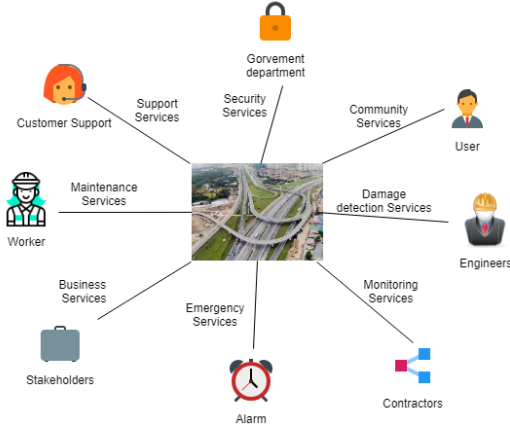 Gorvement
department
Support
Services
Security
Services
Community
Services
Customer Support
User
Maintenance
Services
Damage
detection Services
Worker
Engineers
Business
Services
Emergency
Services
Monitoring
Services
Stakeholders
Contractors
Alarm